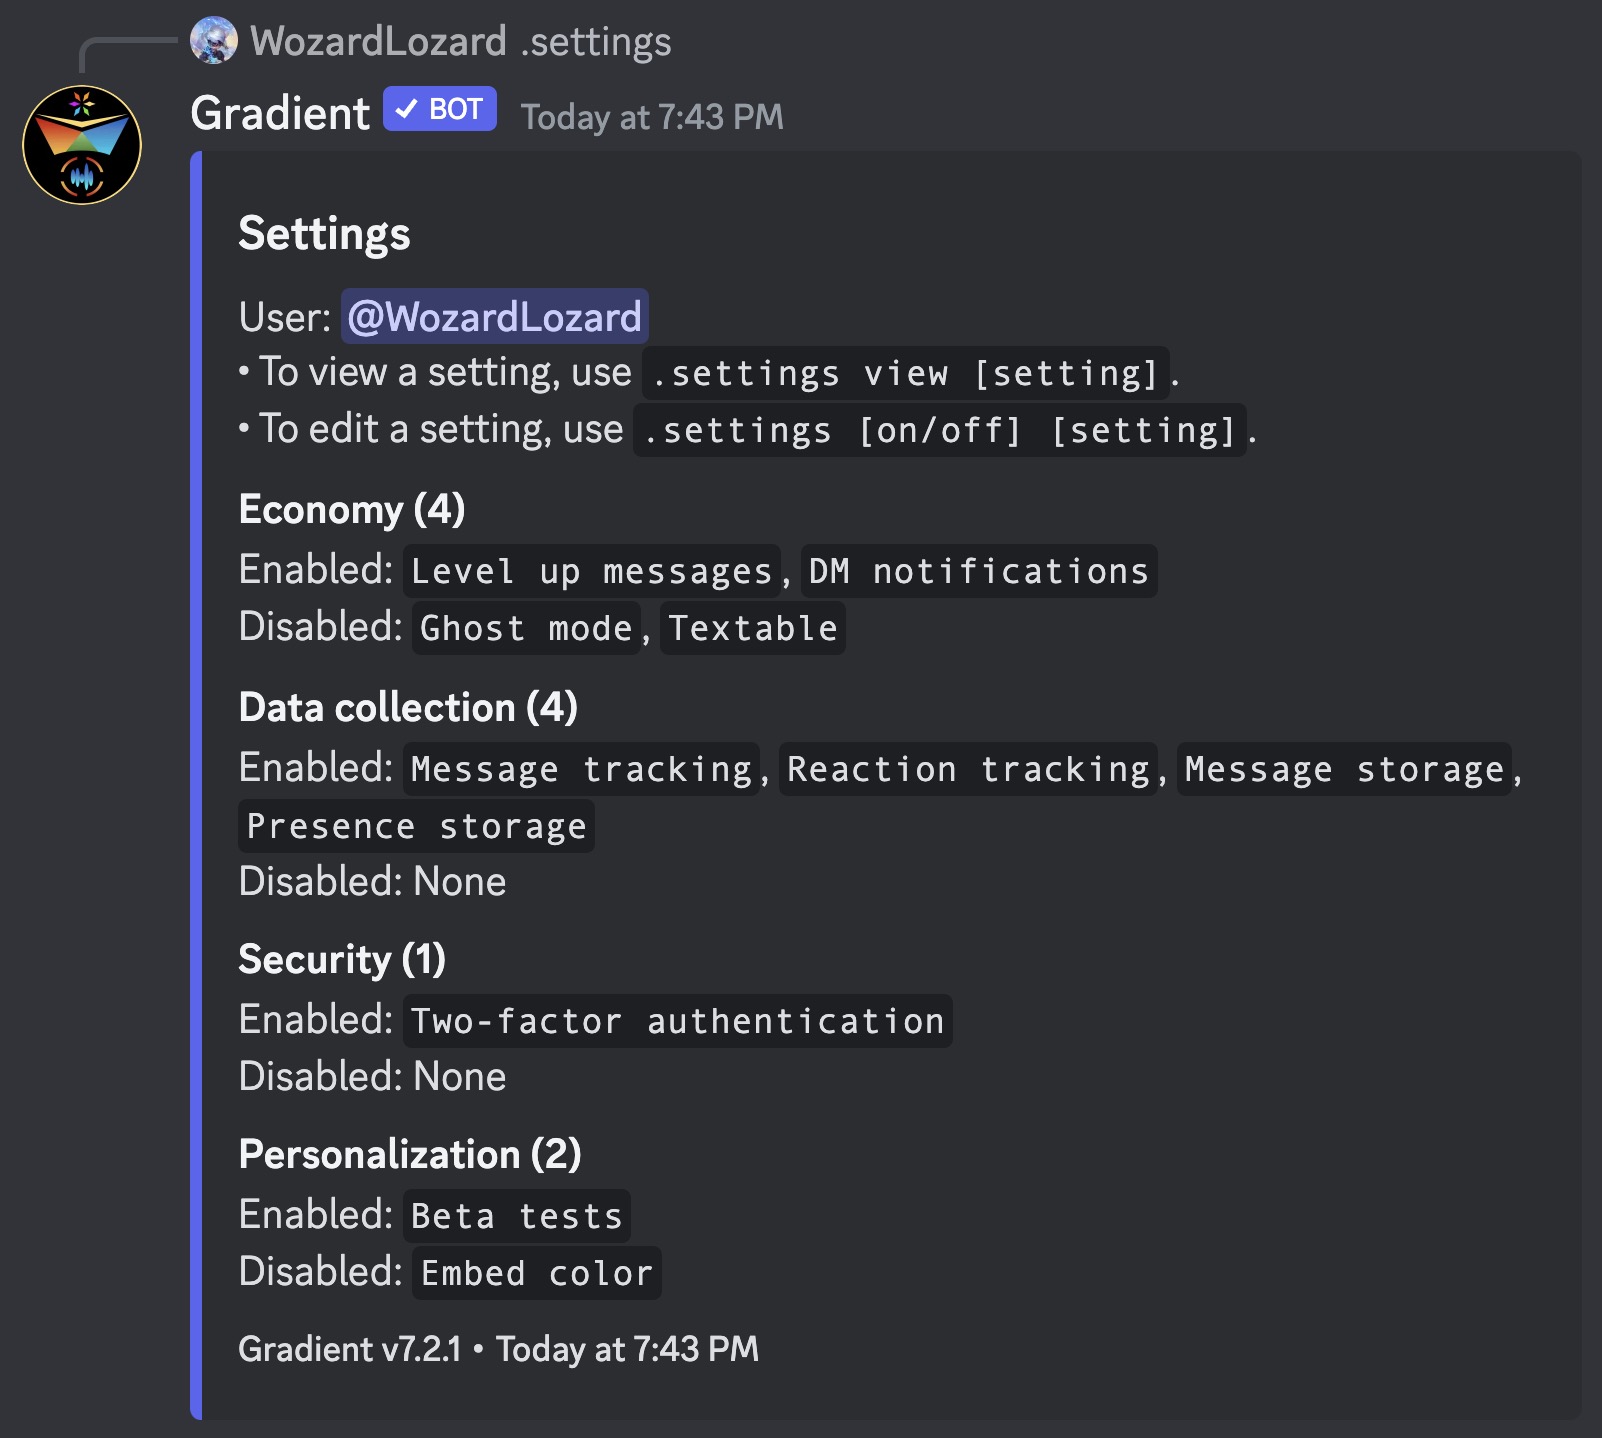 WozardLozard .settings
Gradient ✓ BOT Today at 7:43 PM
Settings
User: @WozardLozard
• To view a setting, use .settings view [setting].
• To edit a setting, use .settings [on/off] [setting].
Economy (4)
Enabled: Level up messages, DM notifications
Disabled: Ghost mode, Textable
Data collection (4)
Enabled: Message tracking, Reaction tracking, Message storage,
Presence storage
Disabled: None
Security (1)
Enabled: Two-factor authentication
Disabled: None
Personalization (2)
Enabled: Beta tests
Disabled: Embed color
Gradient v7.2.1 • Today at 7:43 PM